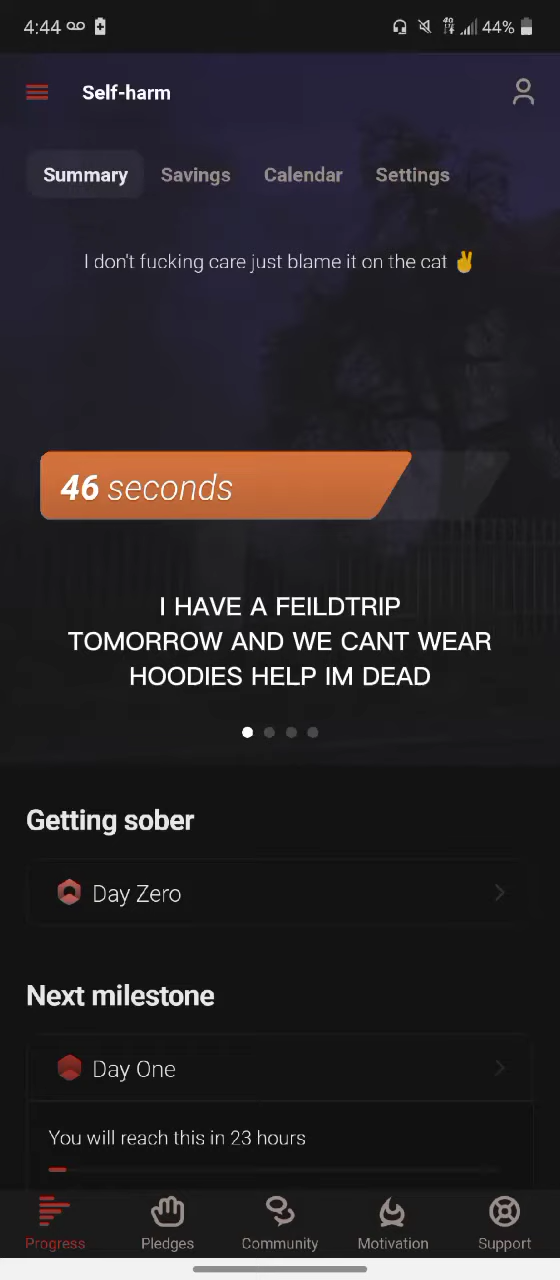 4:44
44%
Self-harm
Summary Savings Calendar Settings
I don't fucking care just blame it on the cat ✌
46 seconds
I HAVE A FEILDTRIP
TOMORROW AND WE CANT WEAR
HOODIES HELP IM DEAD
Getting sober
Day Zero
Next milestone
Day One
You will reach this in 23 hours
Progress Pledges Community Motivation Support